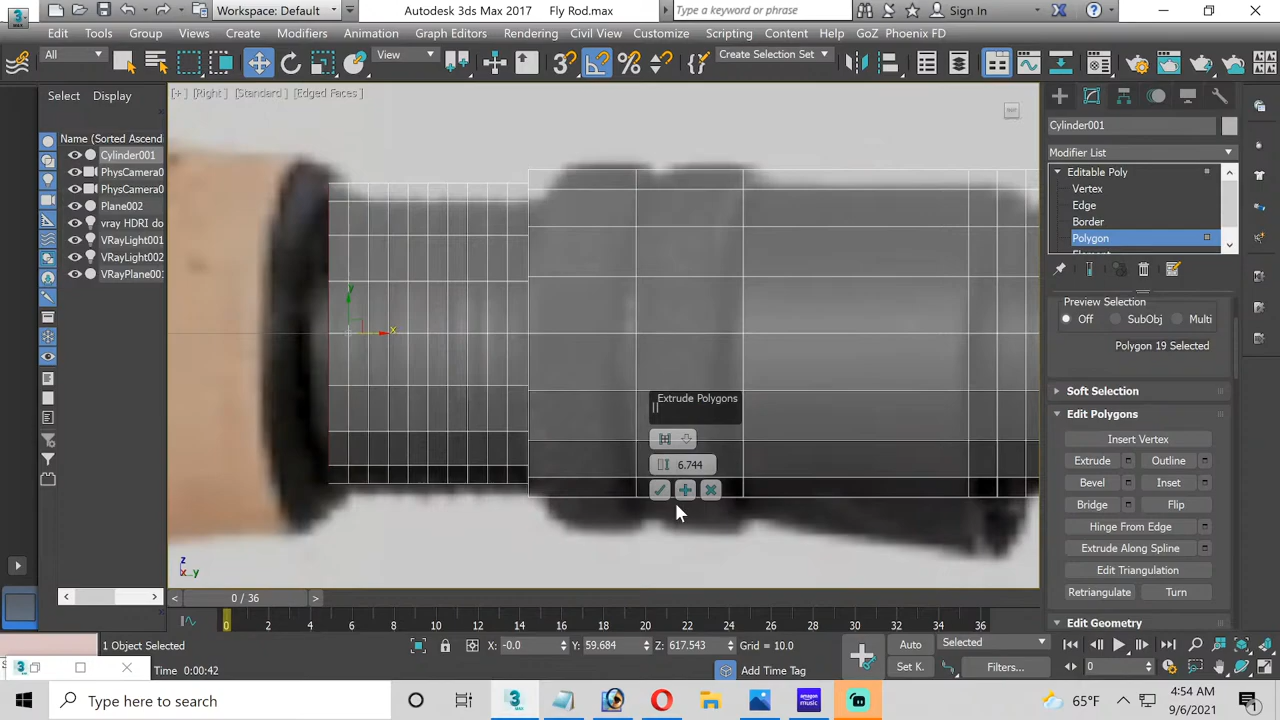 Workspace: Default
Autodesk 3ds Max 2017    Fly Rod.max
Type a keyword or phrase
Sign In
Edit Tools Group Views Create Modifiers Animation Graph Editors Rendering Civil View Customize Scripting Content Help GoZ Phoenix FD
All
View
3
Create Selection Set
Select Display
[+] [Right] [Standard] [Edged Faces]
Name (Sorted Ascend
Cylinder001
PhysCamera0
PhysCamera0
Plane002
vray HDRI do
VRayLight001
VRayLight002
VRayPlane00
y
x
z
x y
Extrude Polygons
6.744
Cylinder001
Modifier List
Editable Poly
Vertex
Edge
Border
Polygon
Element
Preview Selection
Off SubObj Multi
Polygon 19 Selected
Soft Selection
Edit Polygons
Insert Vertex
Extrude Outline
Bevel Inset
Bridge Flip
Hinge From Edge
Extrude Along Spline
Edit Triangulation
Retriangulate Turn
Edit Geometry
< 0 / 36 >
0 2 4 6 8 10 12 14 16 18 20 22 24 26 28 30 32 34 36
1 Object Selected
X: -0.0 Y: 59.684 Z: 617.543 Grid = 10.0
Auto Selected
Time 0:00:42
Add Time Tag
Set K. Filters...
0
Type here to search
3
65°F
4:54 AM
9/6/2021
amazon music